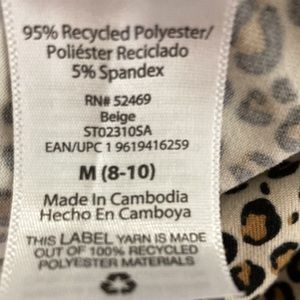 95% Recycled Polyester/
Poliéster Reciclado
5% Spandex
RN# 52469
Beige
ST02310SA
EAN/UPC 1 9619416259
M (8-10)
Made In Cambodia
Hecho En Camboya
THIS LABEL YARN IS MADE
OUT OF 100% RECYCLED
POLYESTER MATERIALS